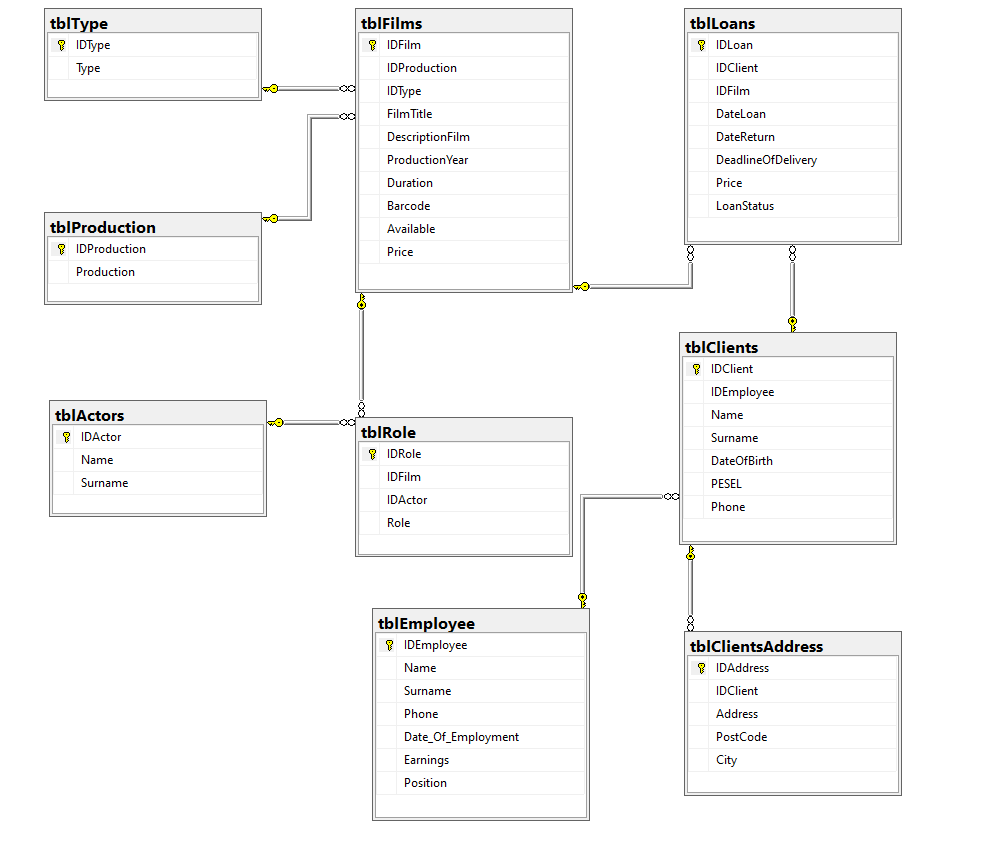 tblType
IDType
Type
tblFilms
IDFilm
IDProduction
IDType
FilmTitle
DescriptionFilm
ProductionYear
Duration
Barcode
Available
Price
tblLoans
IDLoan
IDClient
IDFilm
DateLoan
DateReturn
DeadlineOfDelivery
Price
LoanStatus
tblProduction
IDProduction
Production
tblClients
IDClient
IDEmployee
Name
Surname
DateOfBirth
PESEL
Phone
tblActors
IDActor
Name
Surname
tblRole
IDRole
IDFilm
IDActor
Role
tblEmployee
IDEmployee
Name
Surname
Phone
Date_Of_Employment
Earnings
Position
tblClientsAddress
IDAddress
IDClient
Address
PostCode
City